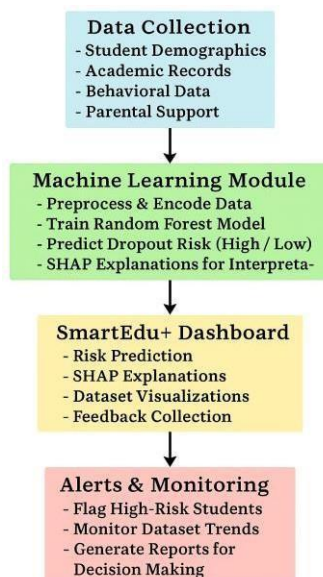 Data Collection
- Student Demographics
- Academic Records
- Behavioral Data
- Parental Support
Machine Learning Module
- Preprocess & Encode Data
- Train Random Forest Model
- Predict Dropout Risk (High / Low)
- SHAP Explanations for Interpreta-
SmartEdu+ Dashboard
- Risk Prediction
- SHAP Explanations
- Dataset Visualizations
- Feedback Collection
Alerts & Monitoring
- Flag High-Risk Students
- Monitor Dataset Trends
- Generate Reports for
Decision Making